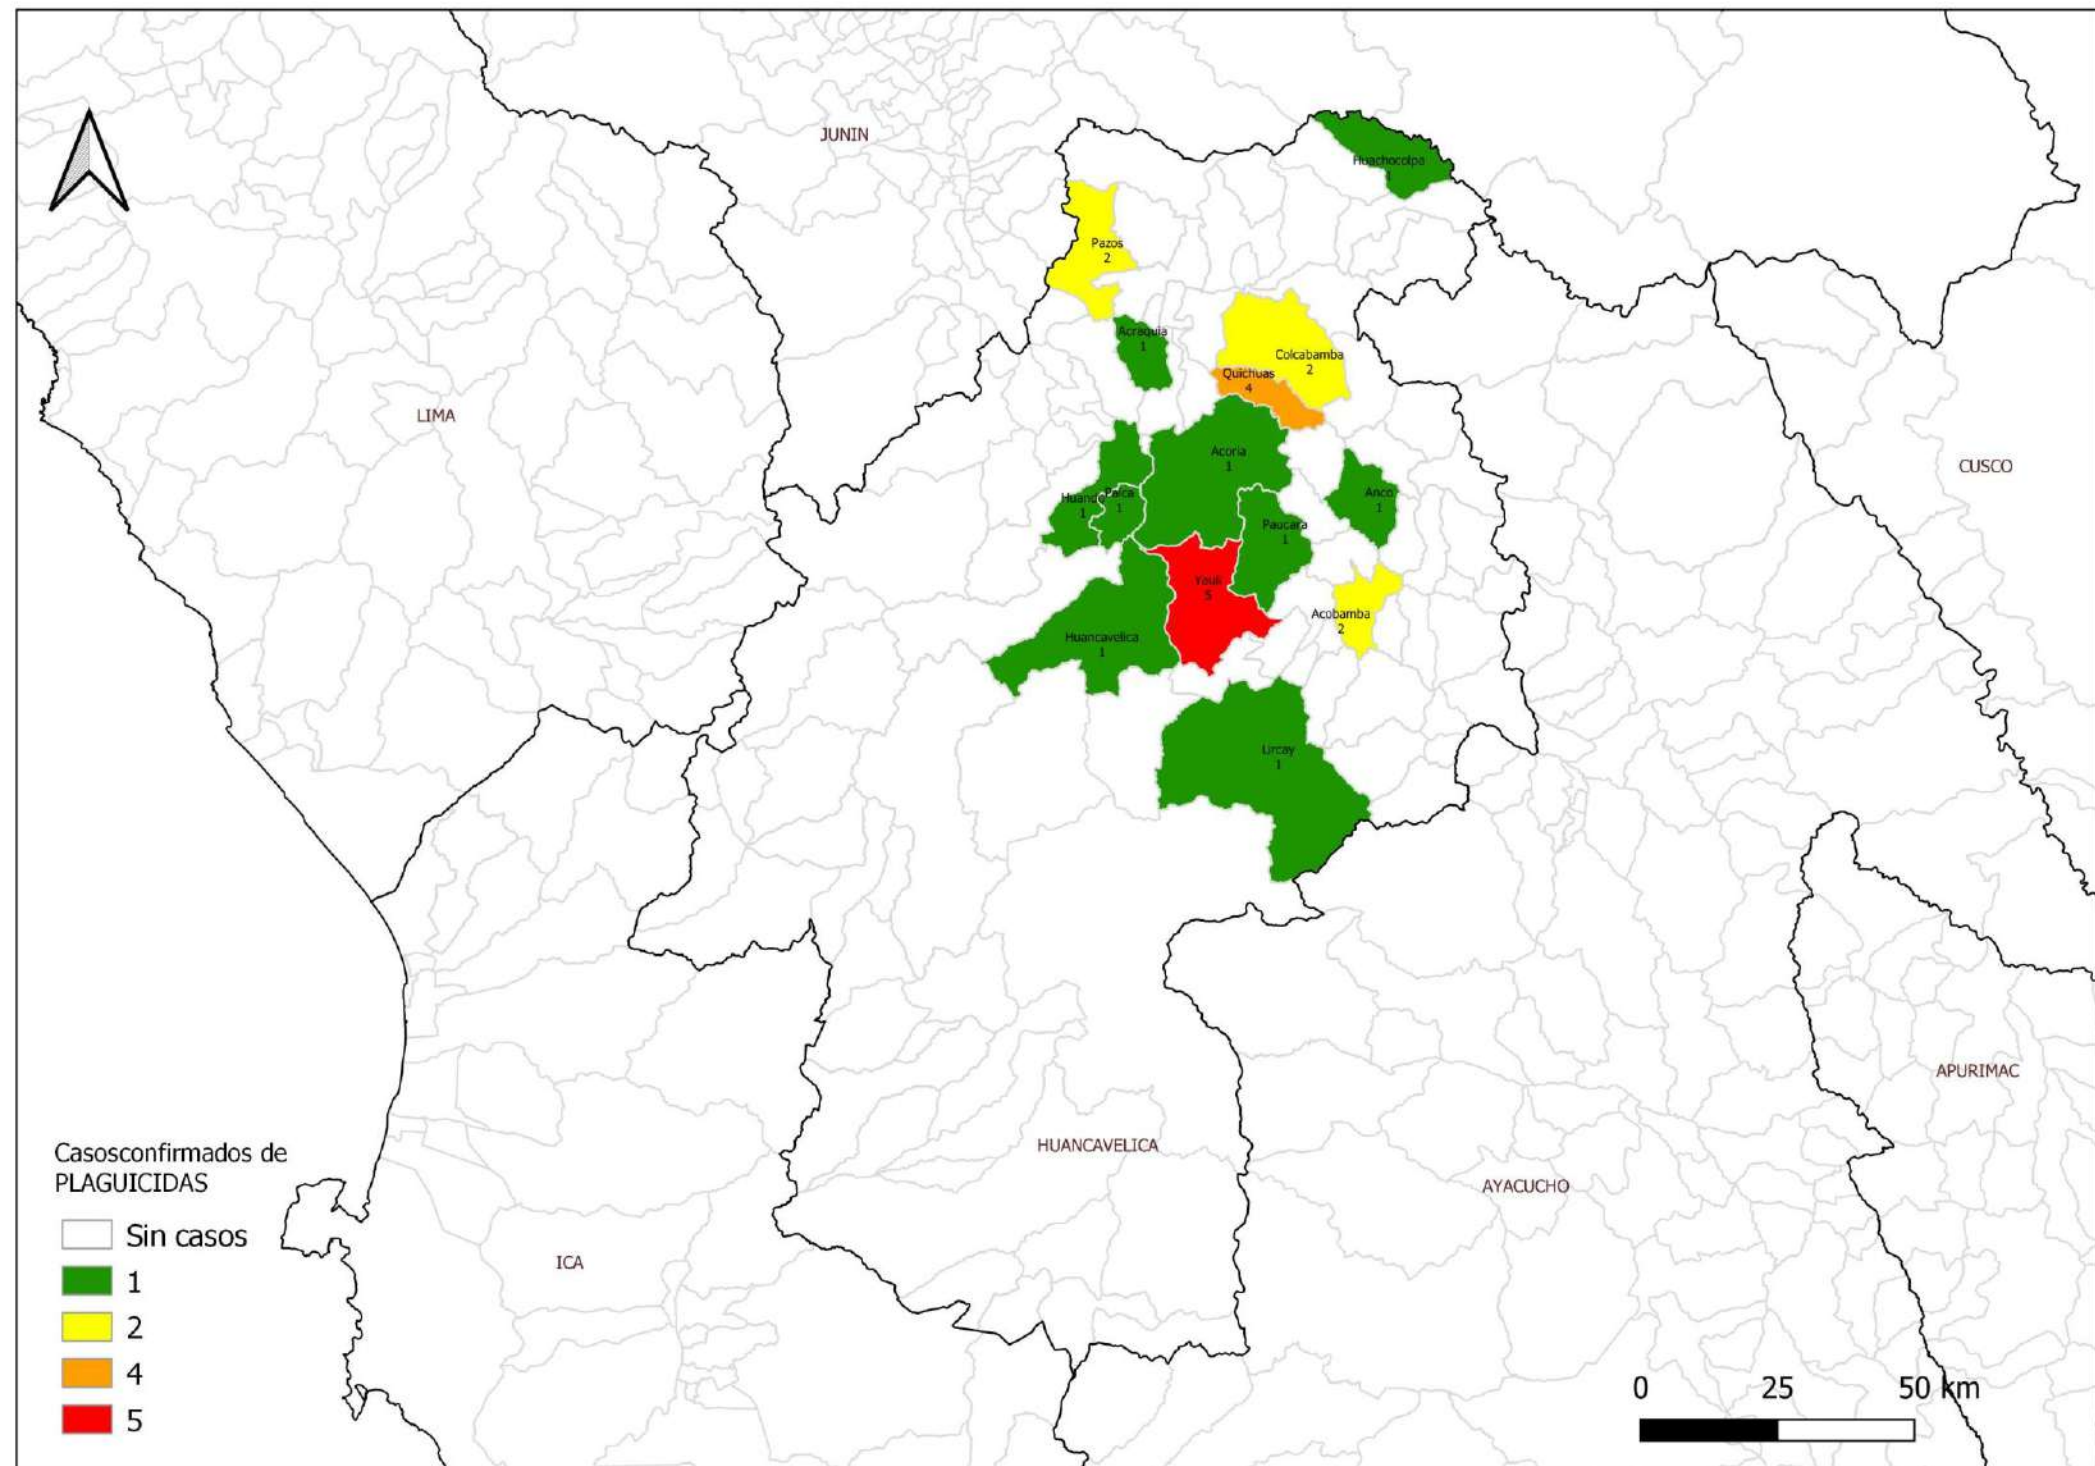 JUNIN
Huachocolpa
1
Pazos
2
Acraquia
1
Colcabamba
2
Quichuas
4
LIMA
Acoria
1
CUSCO
Huando
1
Palca
1
Anco
1
Paucara
1
Yauli
5
Acobamba
2
Huancavelica
1
Lircay
1
APURIMAC
HUANCAVELICA
AYACUCHO
ICA
Casosconfirmados de
PLAGUICIDAS
Sin casos
1
2
4
5
0 25 50 km